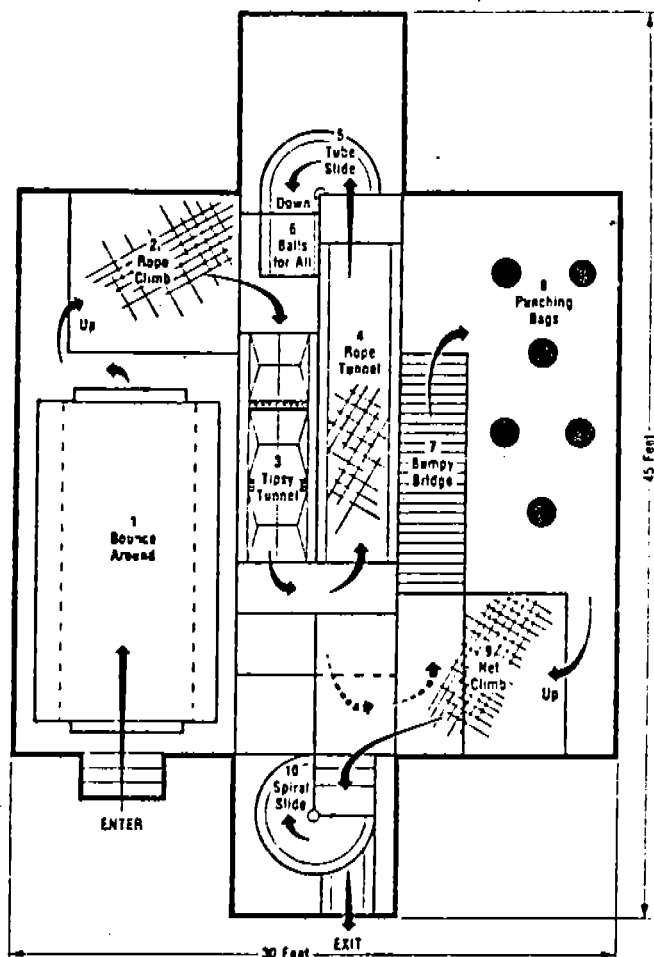 5
Tube
Slide
Down
6
Balls
for All
2.
Rope
Climb
Up
8
Punching
Bags
4
Rope
Tunnel
7
Bumpy
Bridge
3
Tipsy
Tunnel
1
Bounce
Around
45 Feet
9
Net
Climb
Up
10
Spiral
Slide
ENTER
EXIT
30 Feet